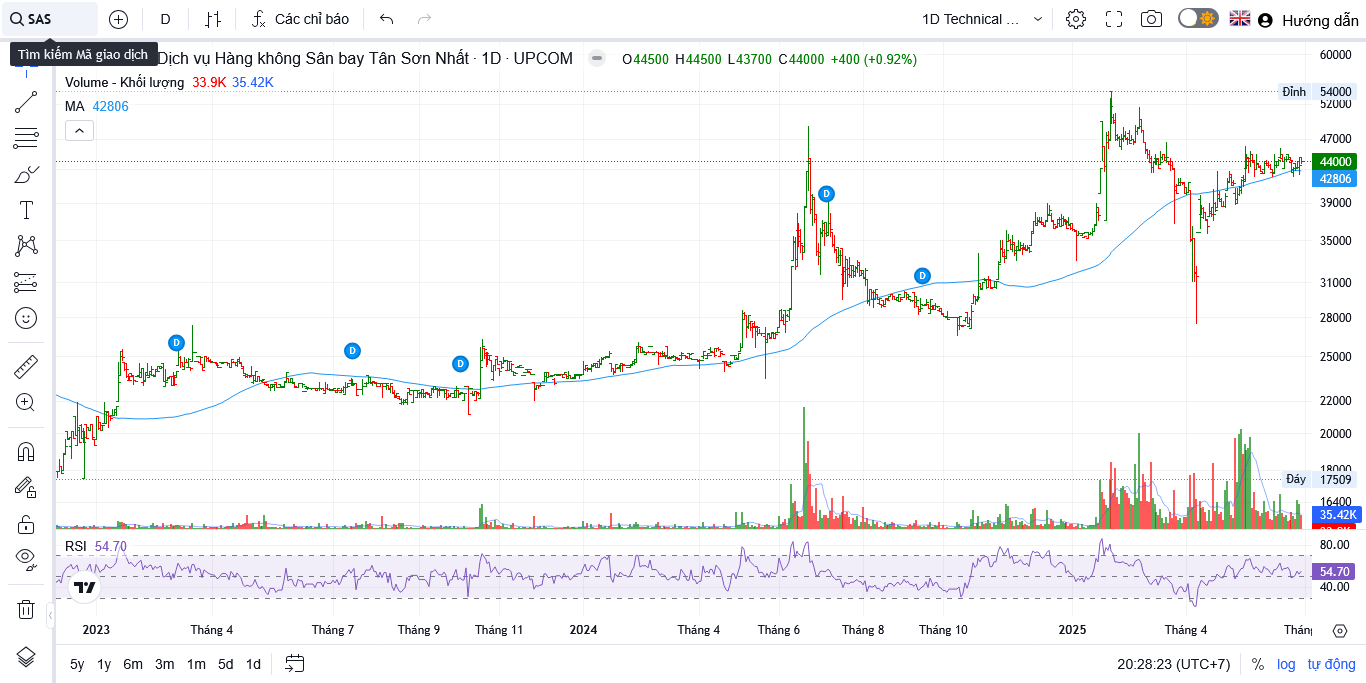 SAS
D
Các chỉ báo
1D Technical ...
Hướng dẫn
Tìm kiếm Mã giao dịch
Dịch vụ Hàng không Sân bay Tân Sơn Nhất · 1D · UPCOM
O44500 H44500 L43700 C44000 +400 (+0.92%)
Volume - Khối lượng 33.9K 35.42K
MA 42806
60000
Đỉnh 54000
52000
47000
44000
42806
39000
35000
31000
28000
25000
22000
20000
18000
Đáy 17509
16400
35.42K
D
D
D
D
D
RSI 54.70
80.00
54.70
40.00
2023
Tháng 4
Tháng 7
Tháng 9
Tháng 11
2024
Tháng 4
Tháng 6
Tháng 8
Tháng 10
2025
Tháng 4
5y 1y 6m 3m 1m 5d 1d
20:28:23 (UTC+7)
% log tự động